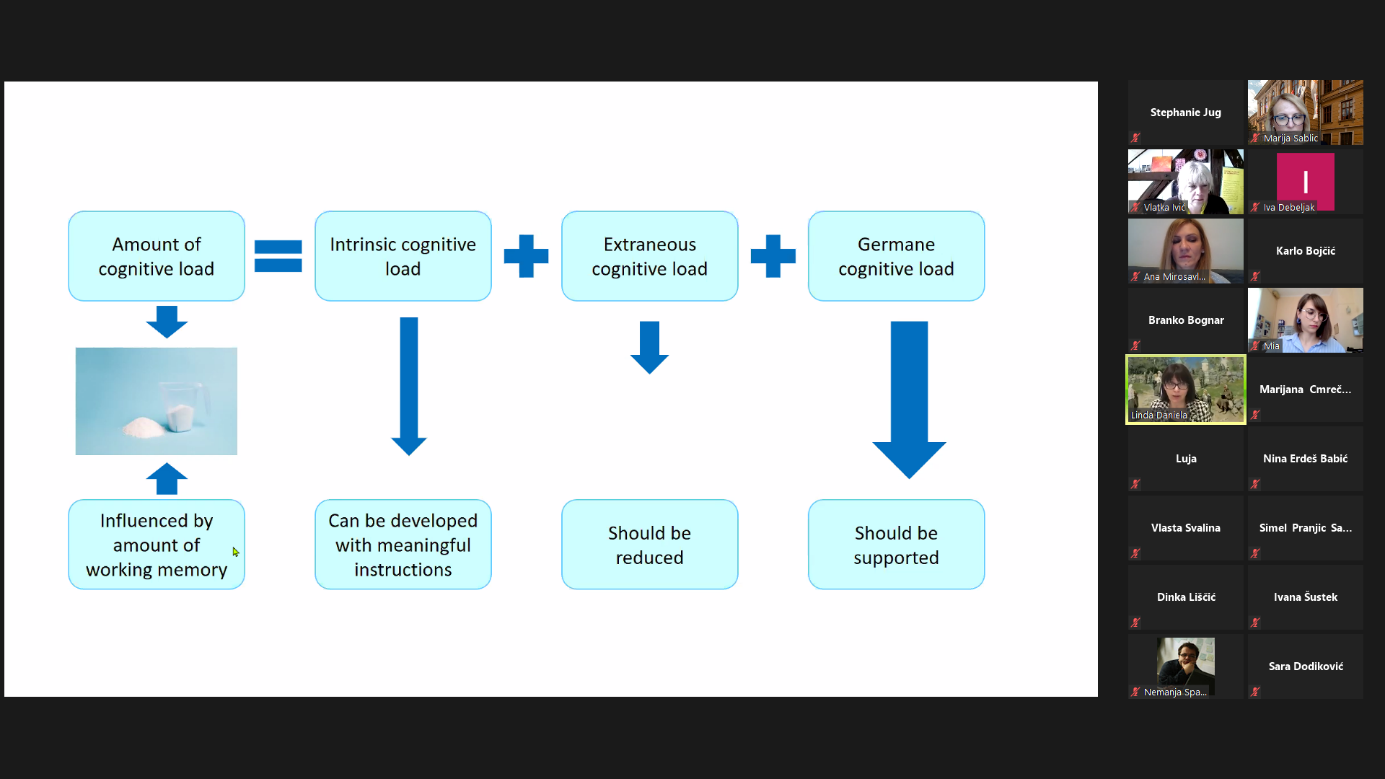 Amount of
cognitive load
Intrinsic cognitive
load
Extraneous
cognitive load
Germane
cognitive load
Influenced by
amount of
working memory
Can be developed
with meaningful
instructions
Should be
reduced
Should be
supported
Stephanie Jug
Marija Sablić
Vlatka Ivić
I
Iva Debeljak
Ana Mirosavl...
Karlo Bojčić
Branko Bognar
Mia
Linda Daniela
Marijana Cmreč...
Luja
Nina Erdeš Babić
Vlasta Svalina
Simel Pranjic Sa...
Dinka Liščić
Ivana Šustek
Nemanja Spa...
Sara Dodiković